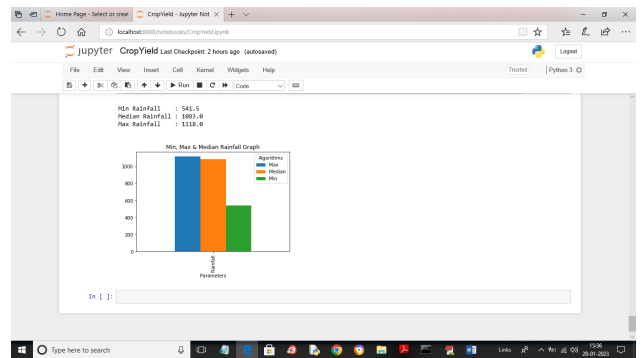 Home Page - Select or creat
CropYield - Jupyter Not
localhost:8888/notebooks/CropYield.ipynb
jupyter CropYield Last Checkpoint: 2 hours ago (autosaved)
Logout
File Edit View Insert Cell Kernel Widgets Help
Trusted
Python 3
Run
Code
Min Rainfall : 541.5
Median Rainfall : 1083.0
Max Rainfall : 1118.0
Min, Max & Median Rainfall Graph
Algorithms
Max
Median
Min
1000
800
600
400
200
0
Rainfall
Parameters
In [ ]:
Type here to search
Links
15:36
28-01-2023